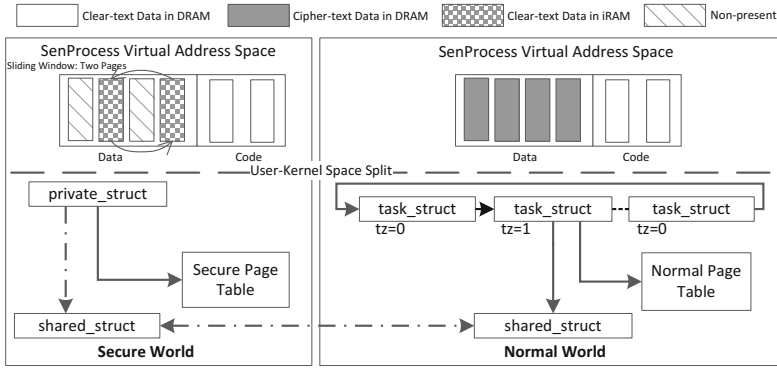 Clear-text Data in DRAM
Cipher-text Data in DRAM
Clear-text Data in iRAM
Non-present
SenProcess Virtual Address Space
Sliding Window: Two Pages
Data
Code
SenProcess Virtual Address Space
Data
Code
User-Kernel Space Split
private_struct
Secure Page
Table
shared_struct
Secure World
task_struct
task_struct
task_struct
tz=0
tz=1
tz=0
Normal Page
Table
shared_struct
Normal World